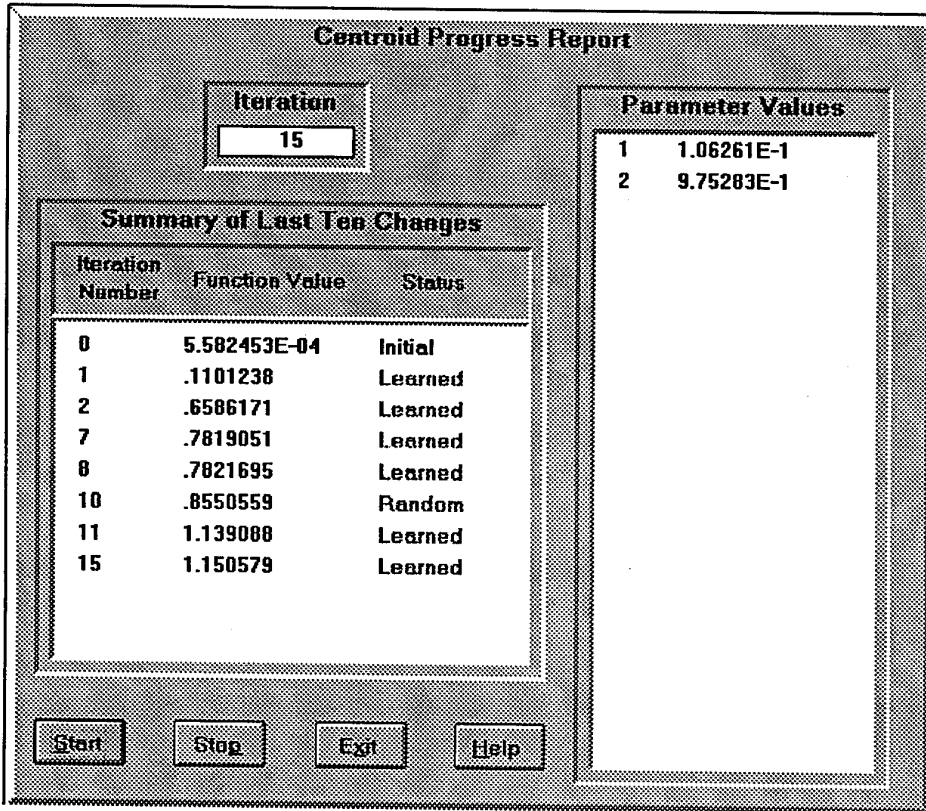 Centroid Progress Report
Iteration
15
Summary of Last Ten Changes
Iteration Number Function Value Status
0 5.582453E-04 Initial
1 .1101238 Learned
2 .6586171 Learned
7 .7819051 Learned
8 .7821695 Learned
10 .8550559 Random
11 1.139088 Learned
15 1.150579 Learned
Parameter Values
1 1.06261E-1
2 9.75283E-1
Start Stop Exit Help